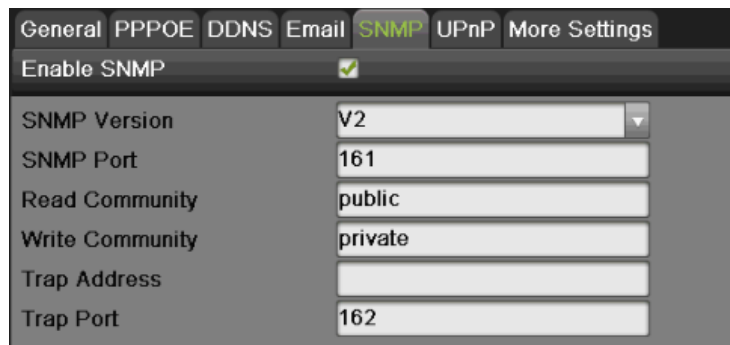 General PPPOE DDNS Email SNMP UPnP More Settings
Enable SNMP
SNMP Version V2
SNMP Port 161
Read Community public
Write Community private
Trap Address
Trap Port 162